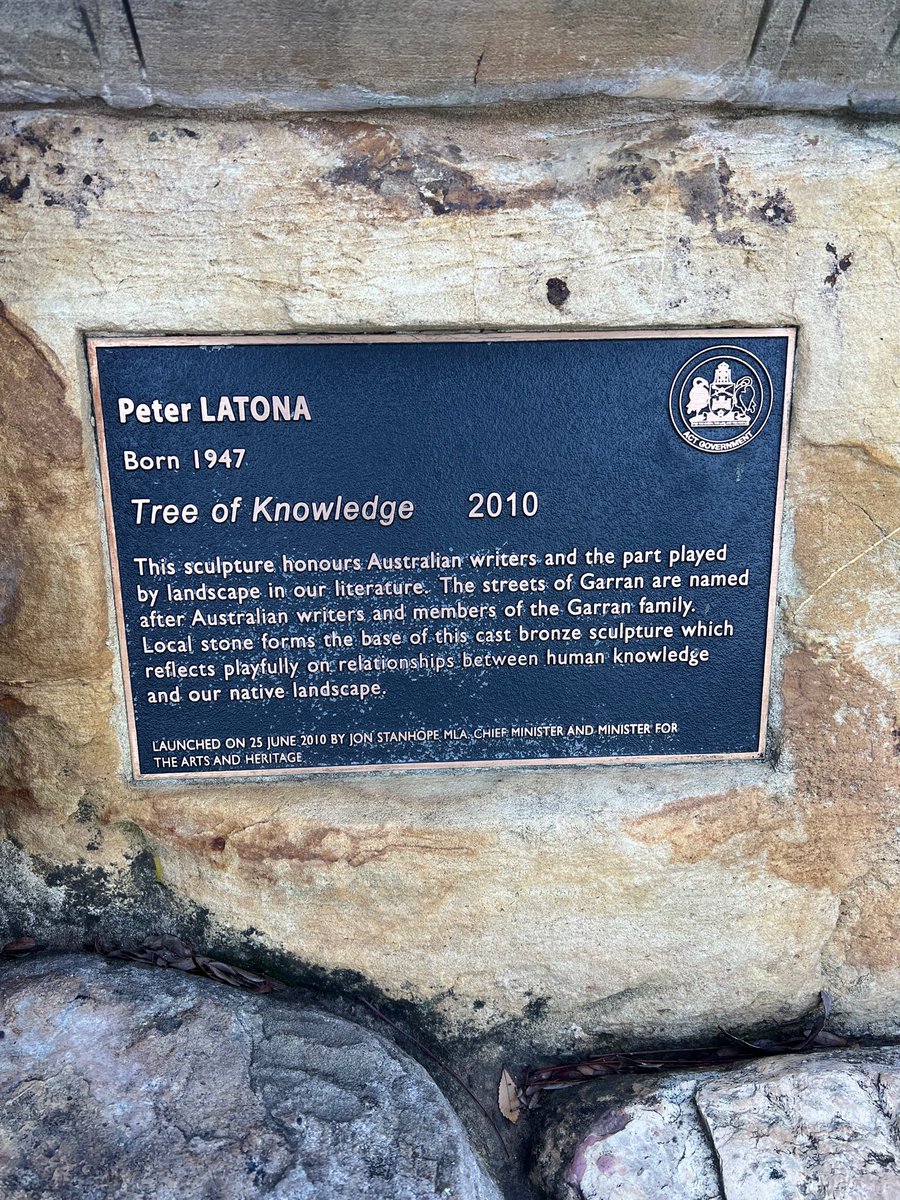 Peter LATONA
ACT GOVERNMENT
Born 1947
Tree of Knowledge 2010
This sculpture honours Australian writers and the part played
by landscape in our literature. The streets of Garran are named
after Australian writers and members of the Garran family.
Local stone forms the base of this cast bronze sculpture which
reflects playfully on relationships between human knowledge
and our native landscape.
LAUNCHED ON 25 JUNE 2010 BY JON STANHOPE MLA. CHIEF MINISTER AND MINISTER FOR
THE ARTS AND HERITAGE